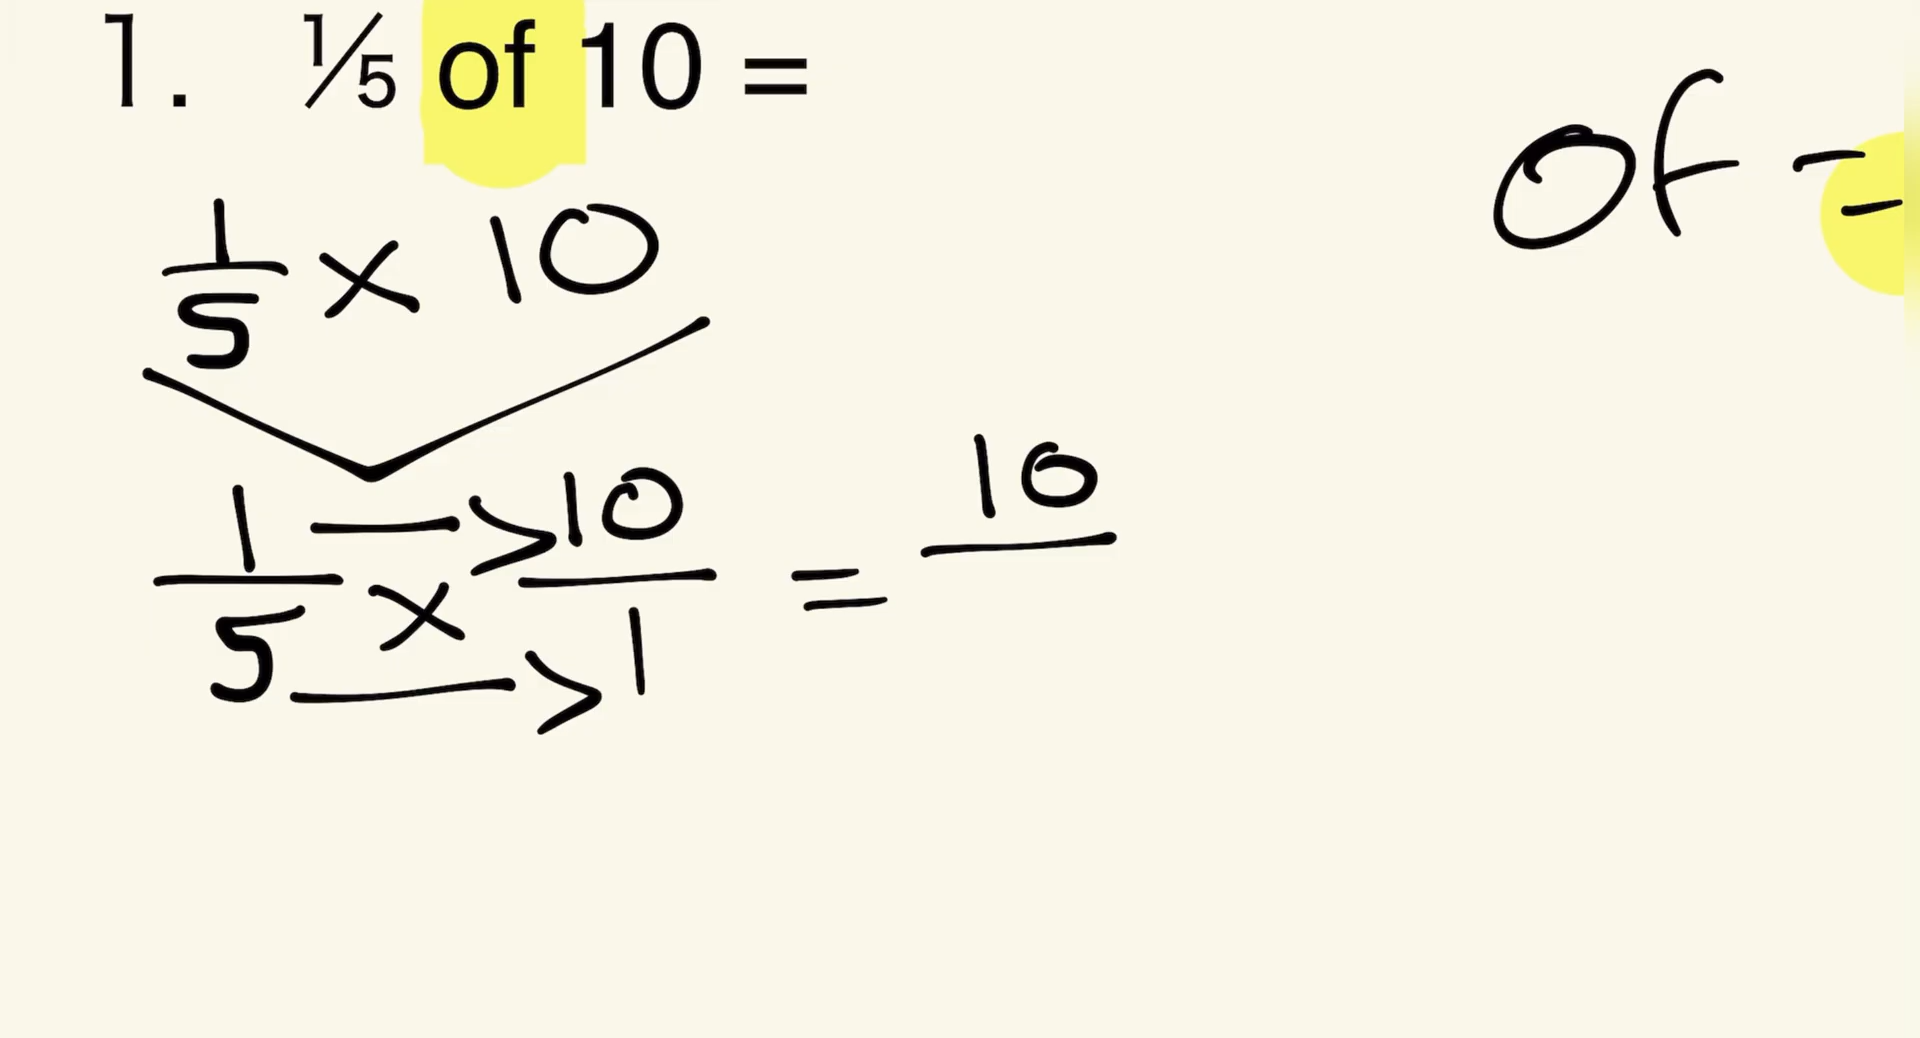 1. ⅕ of 10 =
of =
1/5 × 10
1/5 × 10/1 = 10/